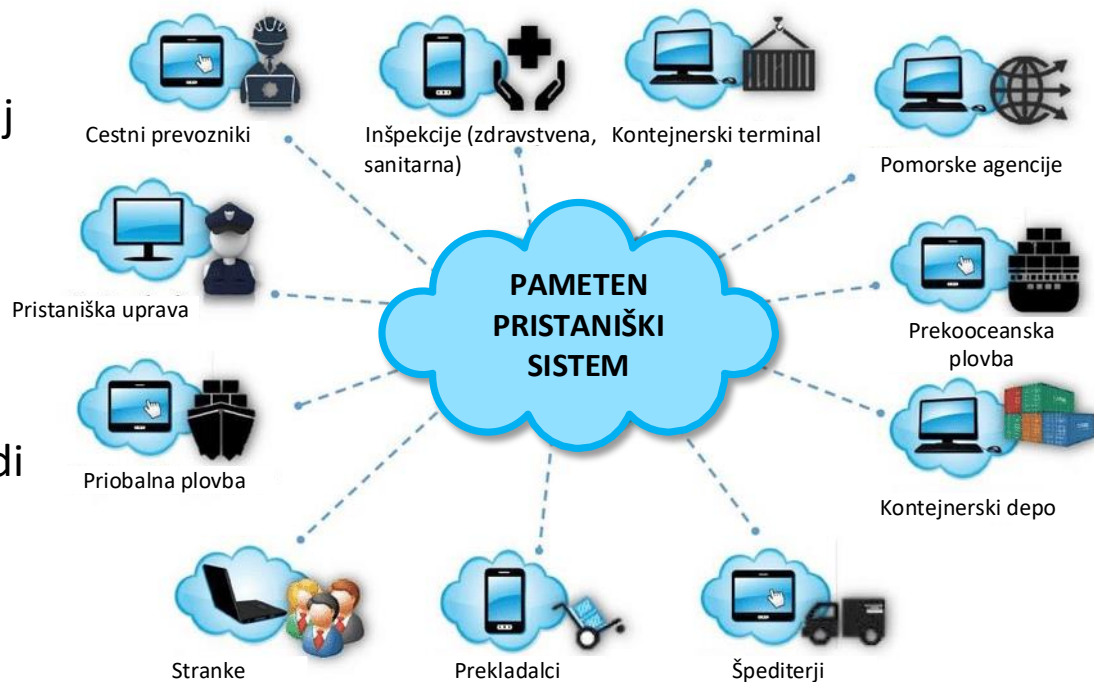 j
di
Cestni prevozniki
Inšpekcije (zdravstvena,
sanitarna)
Kontejnerski terminal
Pomorske agencije
Pristaniška uprava
PAMETEN
PRISTANIŠKI
SISTEM
Prekooceanska
plovba
Priobalna plovba
Kontejnerski depo
Stranke
Prekladalci
Špediterji